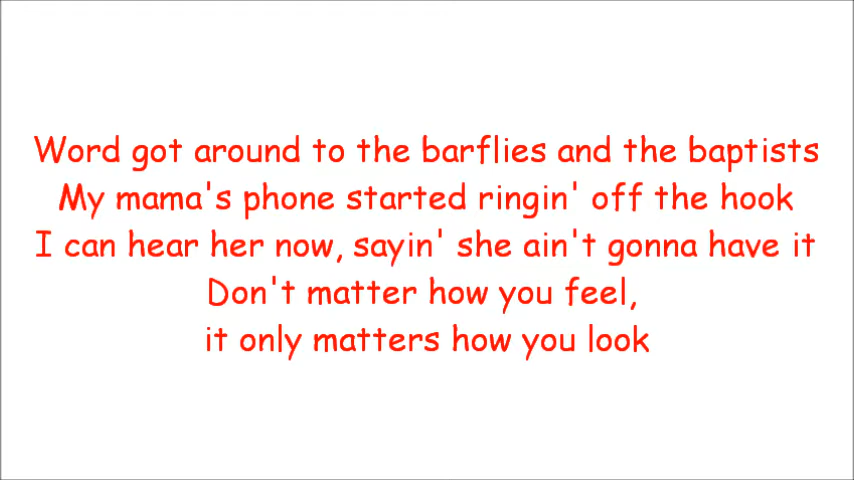 Word got around to the barflies and the baptists
My mama's phone started ringin' off the hook
I can hear her now, sayin' she ain't gonna have it
Don't matter how you feel,
it only matters how you look